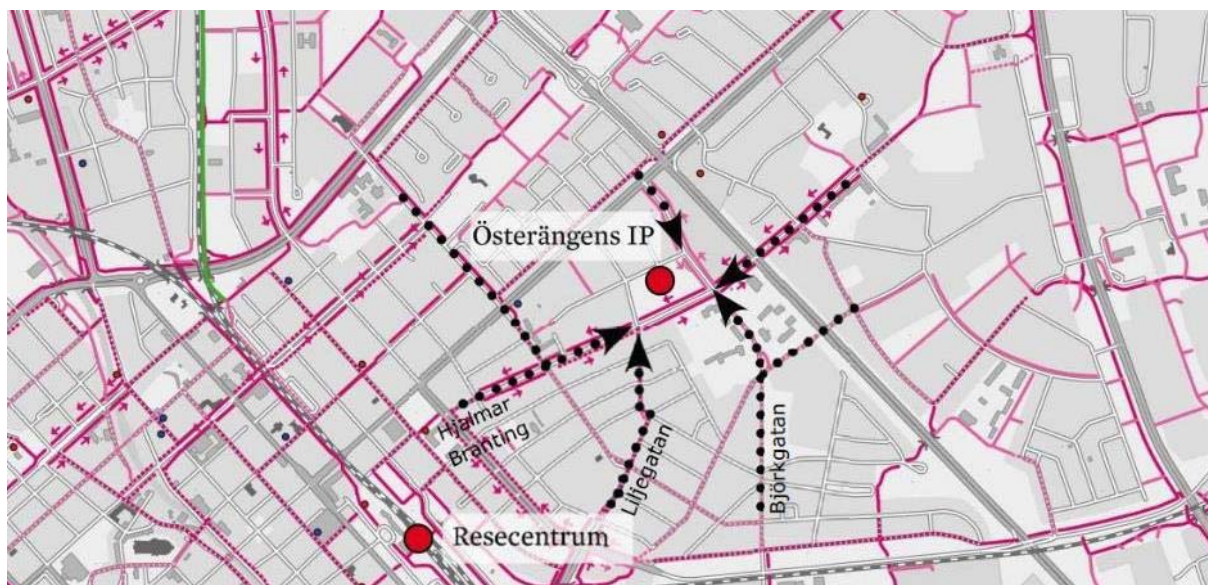 Österängens IP
Hjalmar
Branting
Liljegatan
Björkgatan
Resecentrum